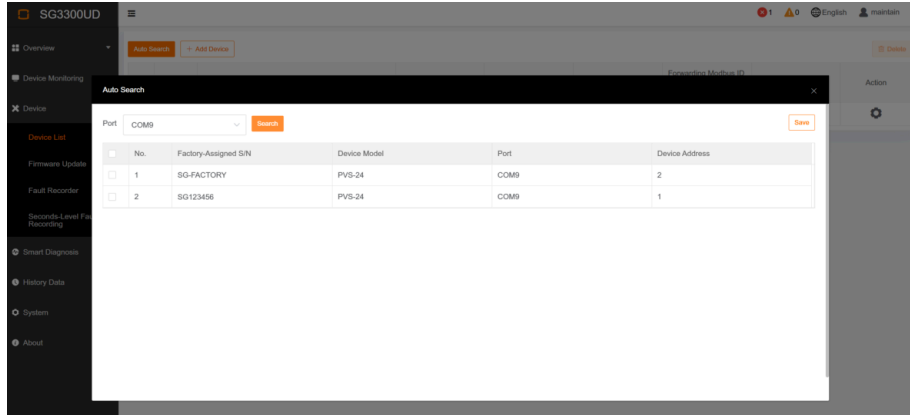 SG3300UD
1 0 English maintain
Overview
Auto Search + Add Device Delete
Device Monitoring
Forwarding Modbus ID
Action
Auto Search
Device
Port COM9 Search Save
Device List
No. Factory-Assigned S/N Device Model Port Device Address
Firmware Update
1 SG-FACTORY PVS-24 COM9 2
Fault Recorder
2 SG123456 PVS-24 COM9 1
Seconds-Level Fau
Recording
Smart Diagnosis
History Data
System
About